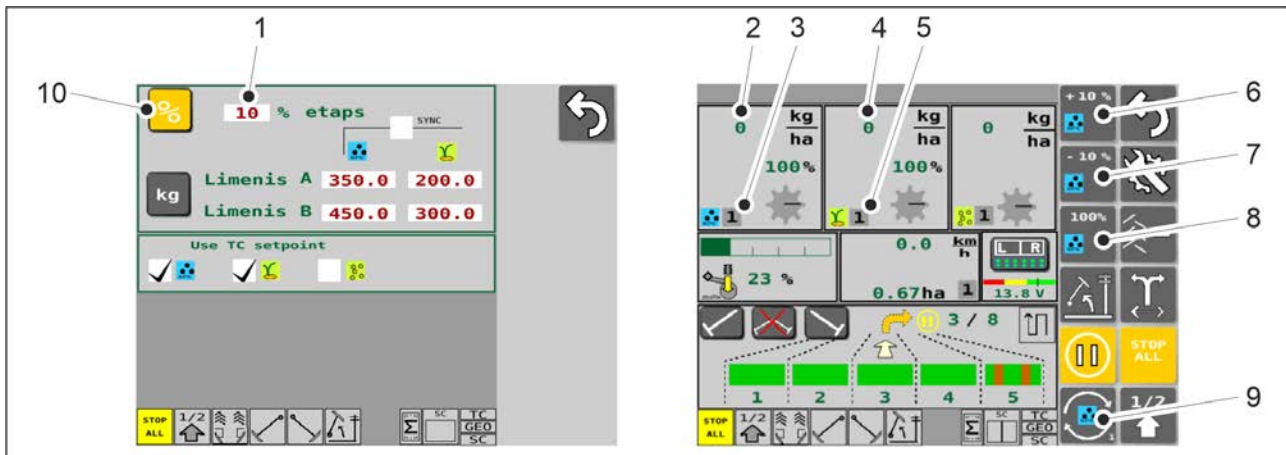 1
10
10 % etaps
SYNC
%
kg
Limenis A 350.0 200.0
Limenis B 450.0 300.0
Use TC setpoint
STOP ALL 1/2 Σ SC TC GEO SC
2 3 4 5
0 kg/ha 0 kg/ha 0 kg/ha
100% 100%
1 1 1
23 %
0.0 km/h
0.67ha 1
L R
13.8 V
3 / 8
1 2 3 4 5
STOP ALL 1/2 Σ SC TC GEO SC
+10 %
- 10 %
100%
STOP ALL
1/2
1
6
7
8
9